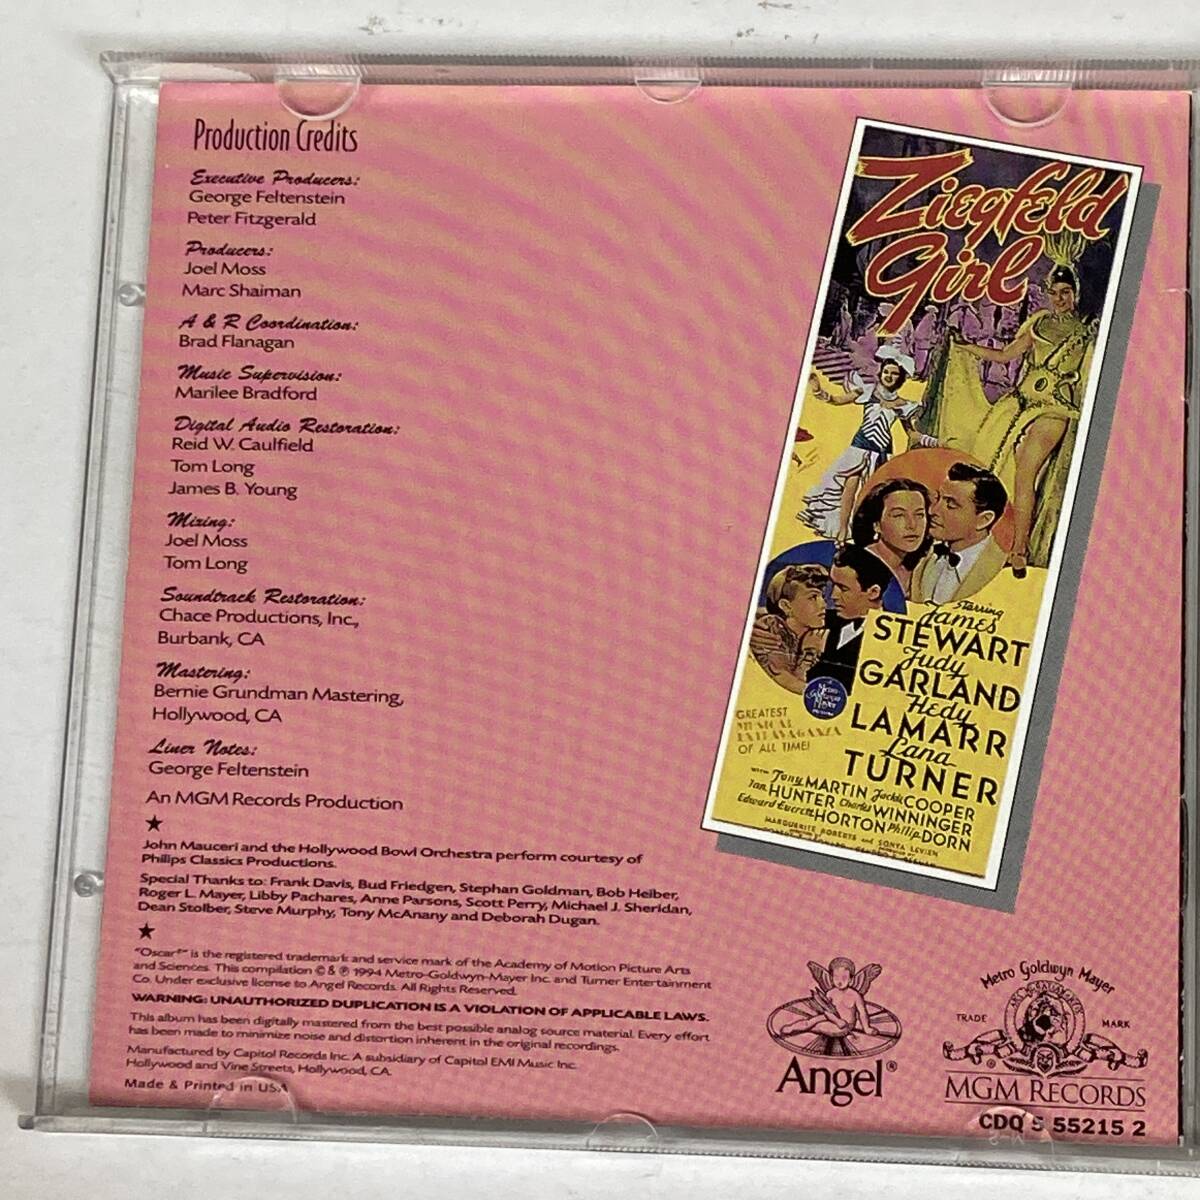 Production Credits
Executive Producers:
George Feltenstein
Peter Fitzgerald
Producers:
Joel Moss
Marc Shaiman
A & R Coordination:
Brad Flanagan
Music Supervision:
Marilee Bradford
Digital Audio Restoration:
Reid W. Caulfield
Tom Long
James B. Young
Mixing:
Joel Moss
Tom Long
Soundtrack Restoration:
Chace Productions, Inc.,
Burbank, CA
Mastering:
Bernie Grundman Mastering,
Hollywood, CA
Liner Notes:
George Feltenstein
An MGM Records Production
John Mauceri and the Hollywood Bowl Orchestra perform courtesy of
Philips Classics Productions.
Special Thanks to: Frank Davis, Bud Friedgen, Stephan Goldman, Bob Heiber,
Roger L. Mayer, Libby Pachares, Anne Parsons, Scott Perry, Michael J. Sheridan,
Dean Stolber, Steve Murphy, Tony McAnany and Deborah Dugan.
"Oscar®" is the registered trademark and service mark of the Academy of Motion Picture Arts
and Sciences. This compilation © & ℗ 1994 Metro-Goldwyn-Mayer Inc. and Turner Entertainment
Co. Under exclusive license to Angel Records. All Rights Reserved.
WARNING: UNAUTHORIZED DUPLICATION IS A VIOLATION OF APPLICABLE LAWS.
This album has been digitally mastered from the best possible analog source material. Every effort
has been made to minimize noise and distortion inherent in the original recordings.
Manufactured by Capitol Records Inc. A subsidiary of Capitol EMI Music Inc.
Hollywood and Vine Streets, Hollywood, CA.
Made & Printed in USA
Ziegfeld
Girl
Starring
James
STEWART
Judy
GARLAND
Hedy
LAMARR
Lana
TURNER
Metro
Goldwyn
Mayer
GREATEST
MUSICAL
EXTRAVAGANZA
OF ALL TIME!
with Tony MARTIN Jackie COOPER
Ian HUNTER Charles WINNINGER
Edward Everett HORTON Philip DORN
MARGUERITE ROBERTS and SONYA LEVIEN
Angel®
Metro Goldwyn Mayer
ARS GRATIA ARTIS
TRADE MARK
MGM RECORDS
CDQ 5 55215 2